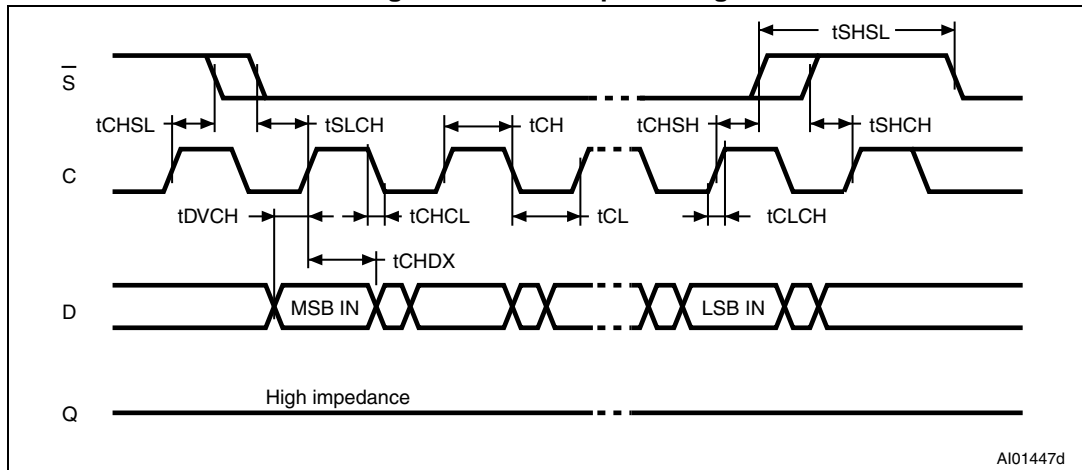 tSHSL
S
tCHSL
tSLCH
tCH
tCHSH
tSHCH
C
tDVCH
tCHCL
tCL
tCLCH
tCHDX
D
MSB IN
LSB IN
High impedance
Q
AI01447d